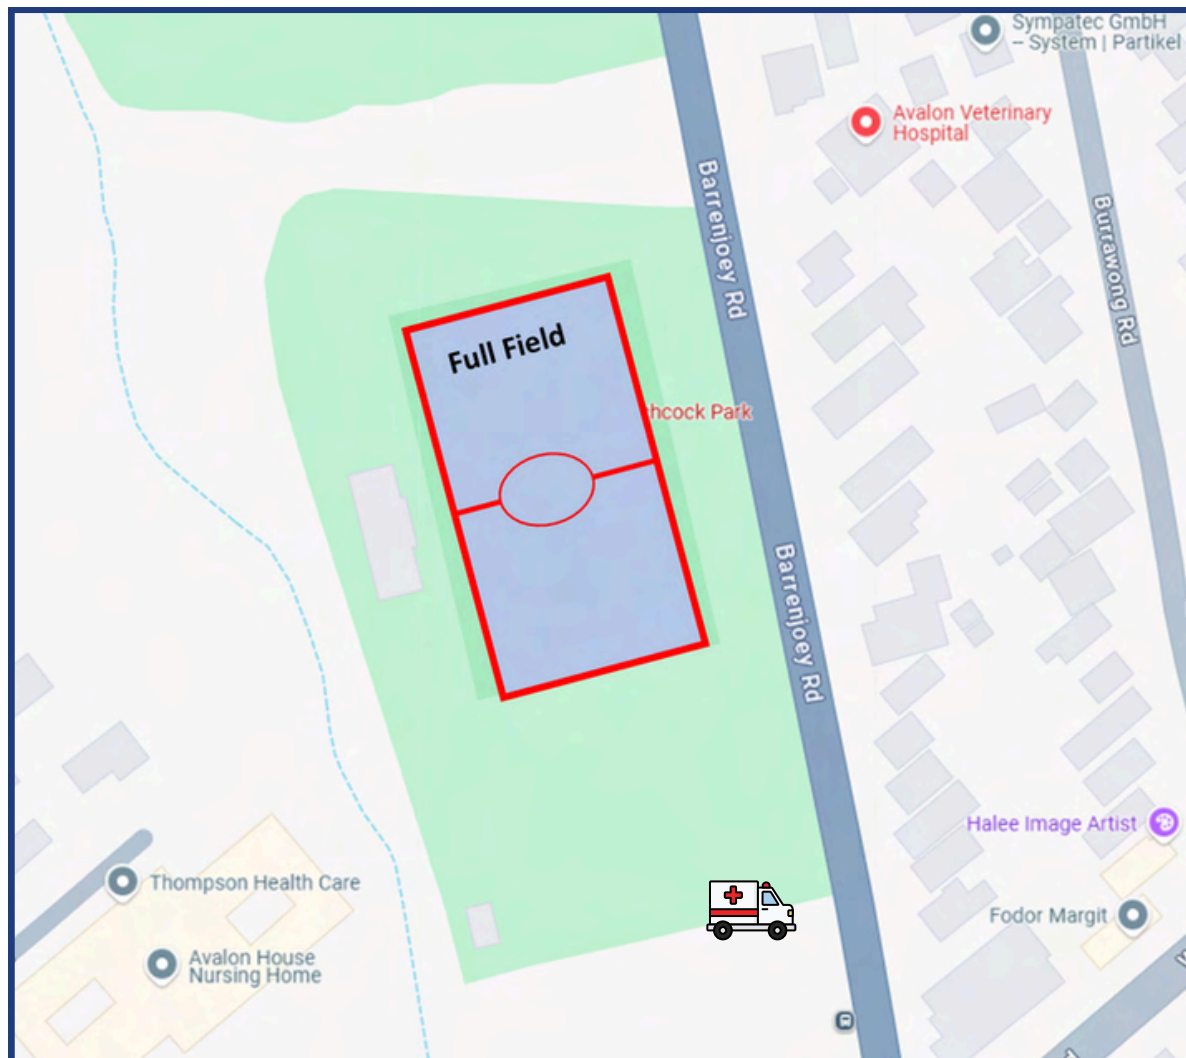 Sympatec GmbH
– System | Partikel
Avalon Veterinary
Hospital
Barrenjoey Rd
Burrawong Rd
Full Field
hcock Park
Barrenjoey Rd
Halee Image Artist
Thompson Health Care
Fodor Margit
Avalon House
Nursing Home